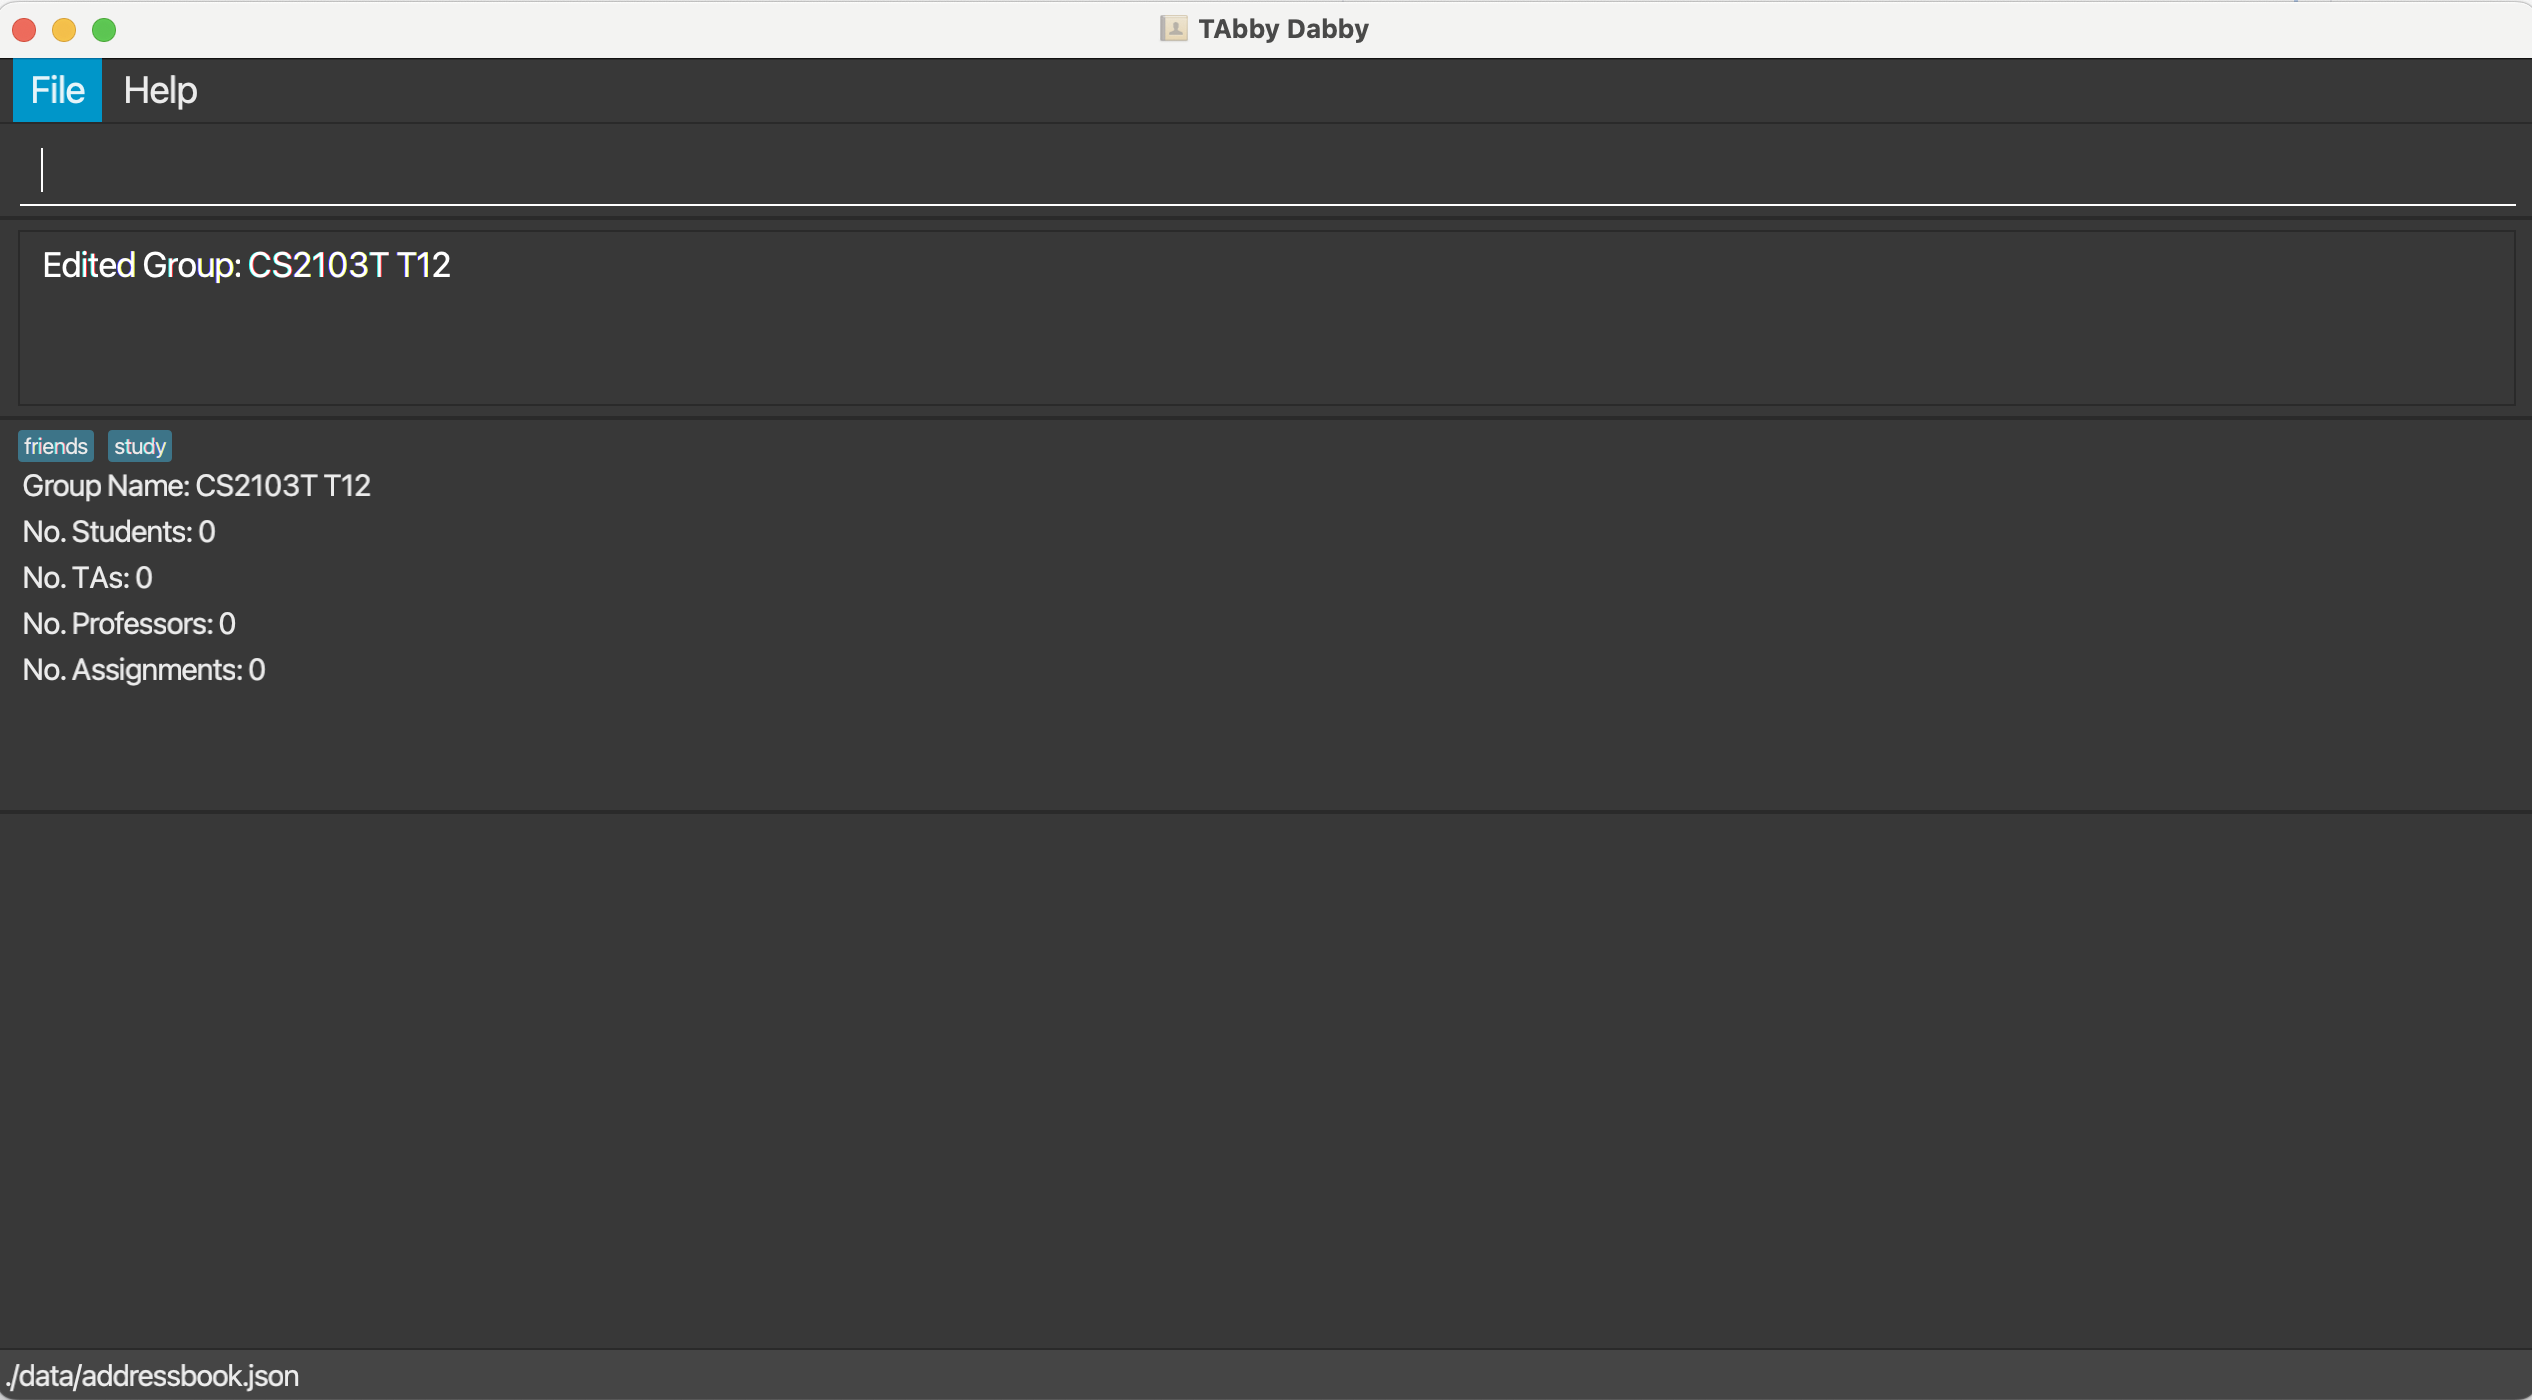 TAbby Dabby
File Help
Edited Group: CS2103T T12
friends study
Group Name: CS2103T T12
No. Students: 0
No. TAs: 0
No. Professors: 0
No. Assignments: 0
./data/addressbook.json